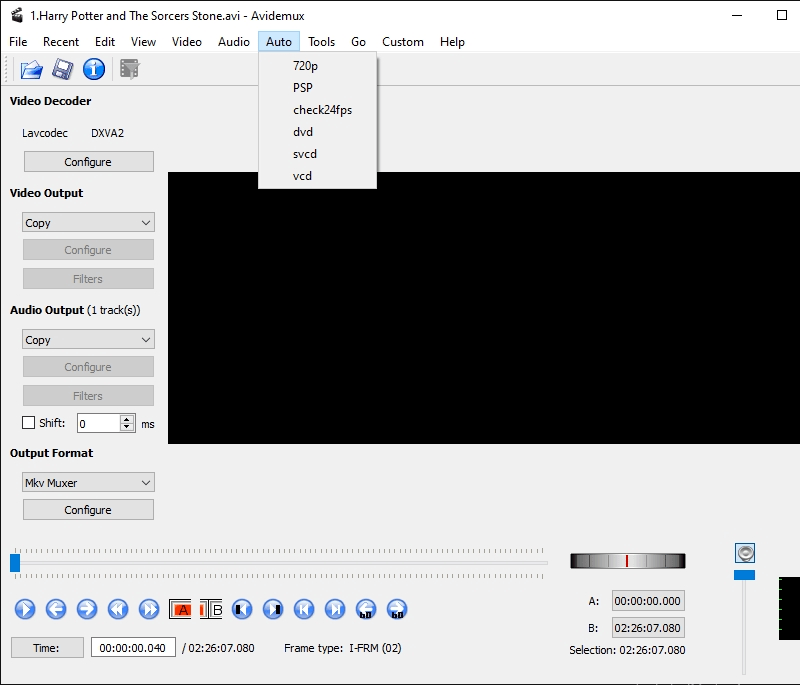 1.Harry Potter and The Sorcers Stone.avi - Avidemux
File Recent Edit View Video Audio Auto Tools Go Custom Help
720p
PSP
check24fps
dvd
svcd
vcd
Video Decoder
Lavcodec DXVA2
Configure
Video Output
Copy
Configure
Filters
Audio Output (1 track(s))
Copy
Configure
Filters
Shift: 0 ms
Output Format
Mkv Muxer
Configure
A B 60 60
A: 00:00:00.000
B: 02:26:07.080
Time: 00:00:00.040 / 02:26:07.080 Frame type: I-FRM (02)
Selection: 02:26:07.080